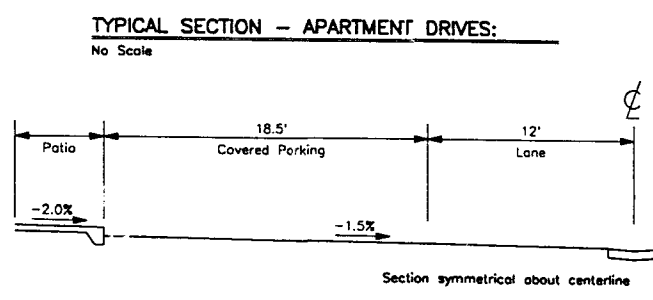 TYPICAL SECTION – APARTMENT DRIVES:
No Scale
℄
18.5'
12'
Patio
Covered Parking
Lane
-2.0%
-1.5%
Section symmetrical about centerline